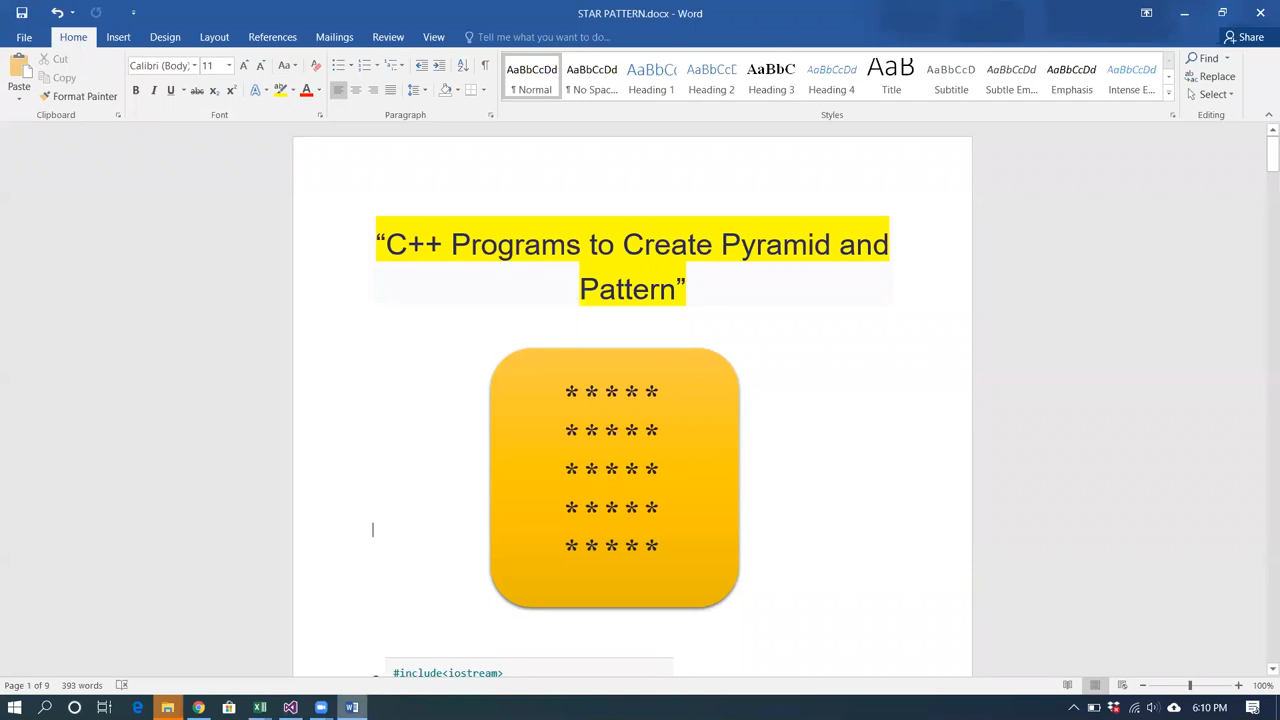 STAR PATTERN.docx - Word
File Home Insert Design Layout References Mailings Review View Tell me what you want to do... Share
Paste
Cut
Copy
Format Painter
Clipboard
Calibri (Body) 11
Font
Paragraph
AaBbCcDd AaBbCcDd AaBbCc AaBbCcD AaBbC AaBbCcDd AaB AaBbCcD AaBbCcDd AaBbCcDd AaBbCcDd
¶ Normal ¶ No Spac... Heading 1 Heading 2 Heading 3 Heading 4 Title Subtitle Subtle Em... Emphasis Intense E...
Styles
Find
Replace
Select
Editing
“C++ Programs to Create Pyramid and
Pattern”
* * * * *
* * * * *
* * * * *
* * * * *
* * * * *
#include<iostream>
Page 1 of 9 393 words 100%
6:10 PM